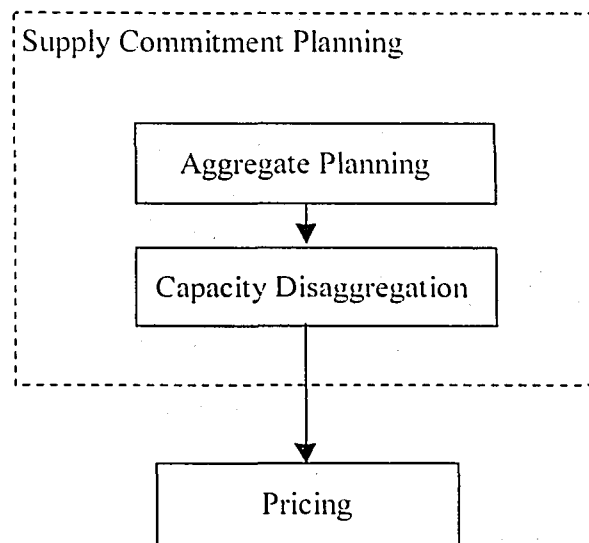 Supply Commitment Planning
Aggregate Planning
Capacity Disaggregation
Pricing